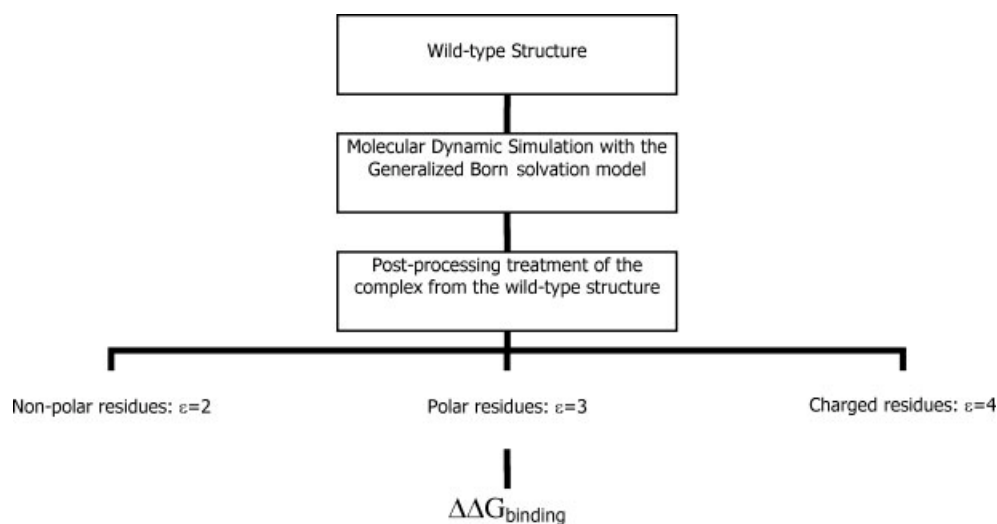 Wild-type Structure
Molecular Dynamic Simulation with the
Generalized Born solvation model
Post-processing treatment of the
complex from the wild-type structure
Non-polar residues: ε=2
Polar residues: ε=3
Charged residues: ε=4
ΔΔGbinding